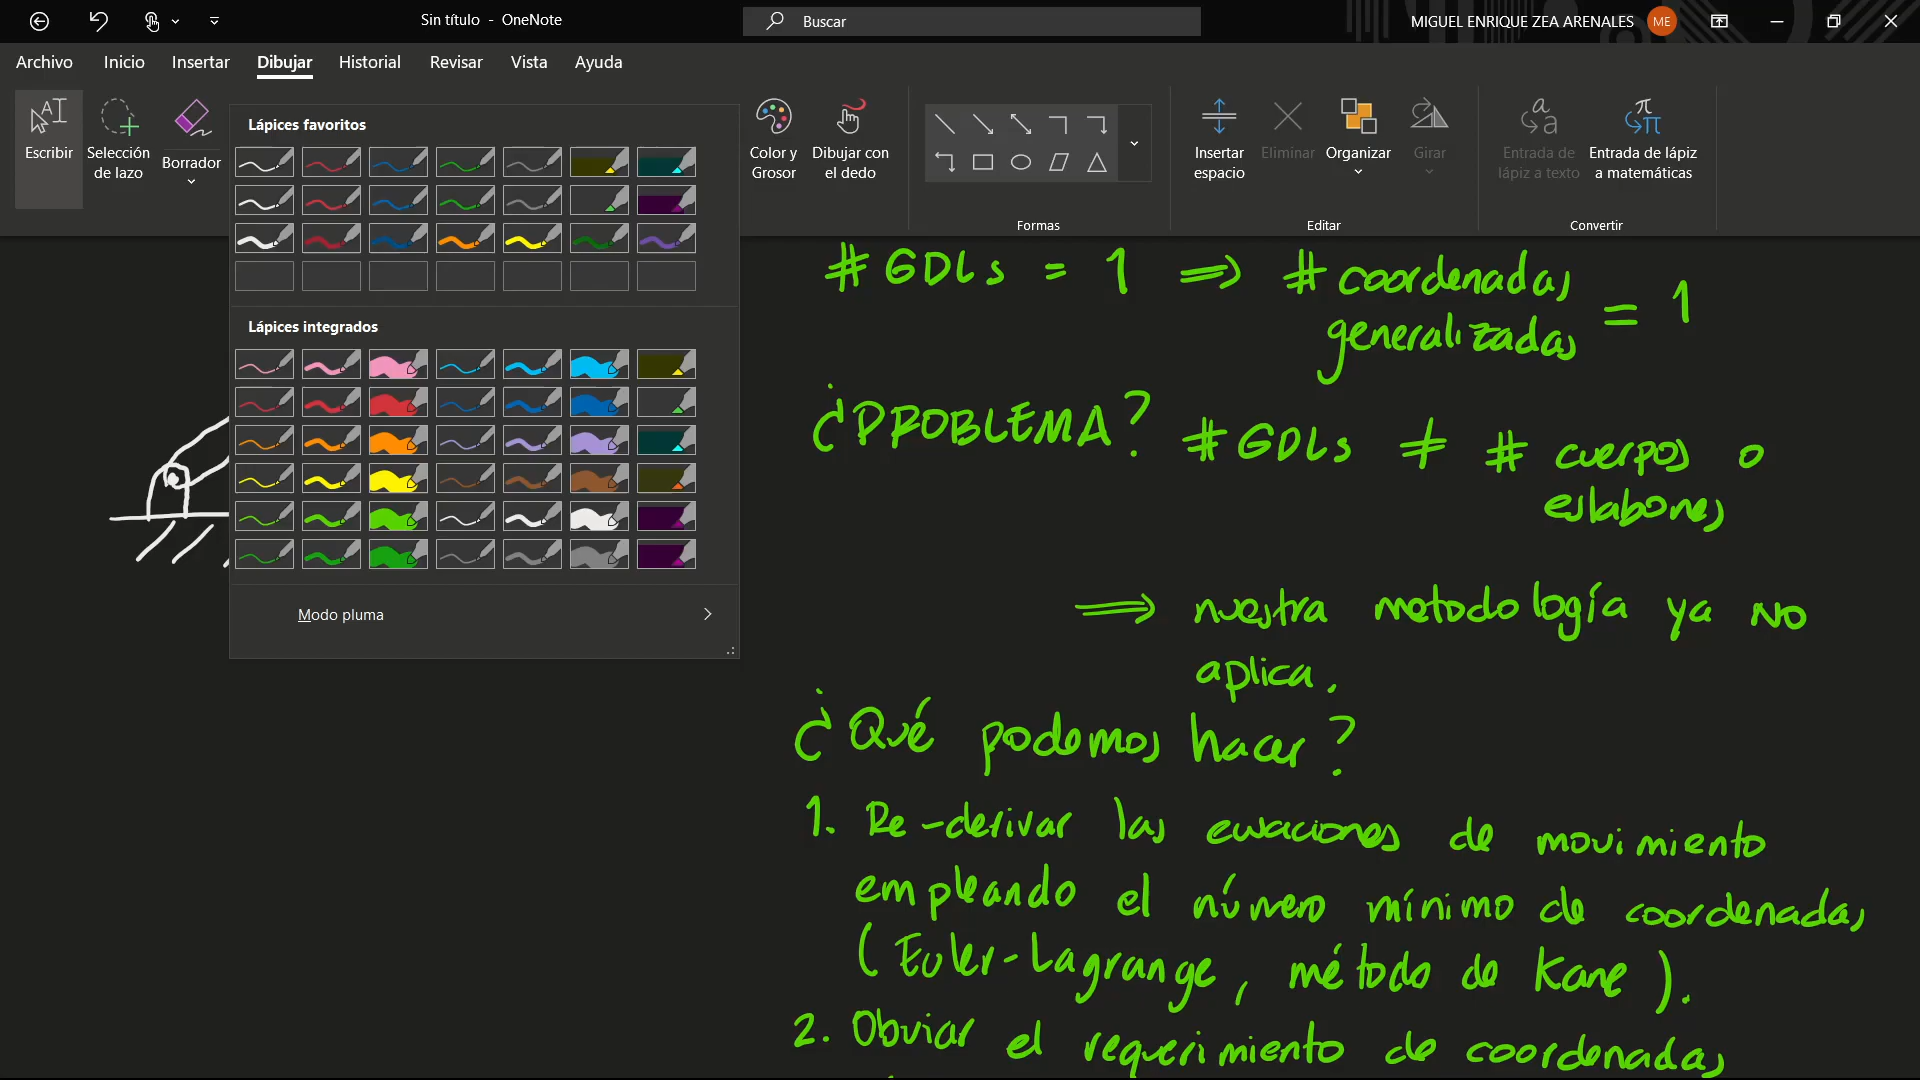 Sin título - OneNote
Buscar
MIGUEL ENRIQUE ZEA ARENALES
ME
Archivo
Inicio
Insertar
Dibujar
Historial
Revisar
Vista
Ayuda
Escribir
Selección
de lazo
Borrador
Lápices favoritos
Lápices integrados
Modo pluma
Color y
Grosor
Dibujar con
el dedo
Formas
Insertar
espacio
Eliminar
Organizar
Girar
Editar
Entrada de
lápiz a texto
Entrada de lápiz
a matemáticas
Convertir
# GDLs = 1 ⇒ # coordenadas
generalizadas = 1
¿PROBLEMA? #GDLs ≠ # cuerpos o
eslabones
⇒ nuestra metodología ya NO
aplica.
¿Qué podemos hacer?
1. Re-derivar las ecuaciones de movimiento
empleando el número mínimo de coordenadas
(Euler-Lagrange, método de Kane).
2. Obviar el requerimiento de coordenadas